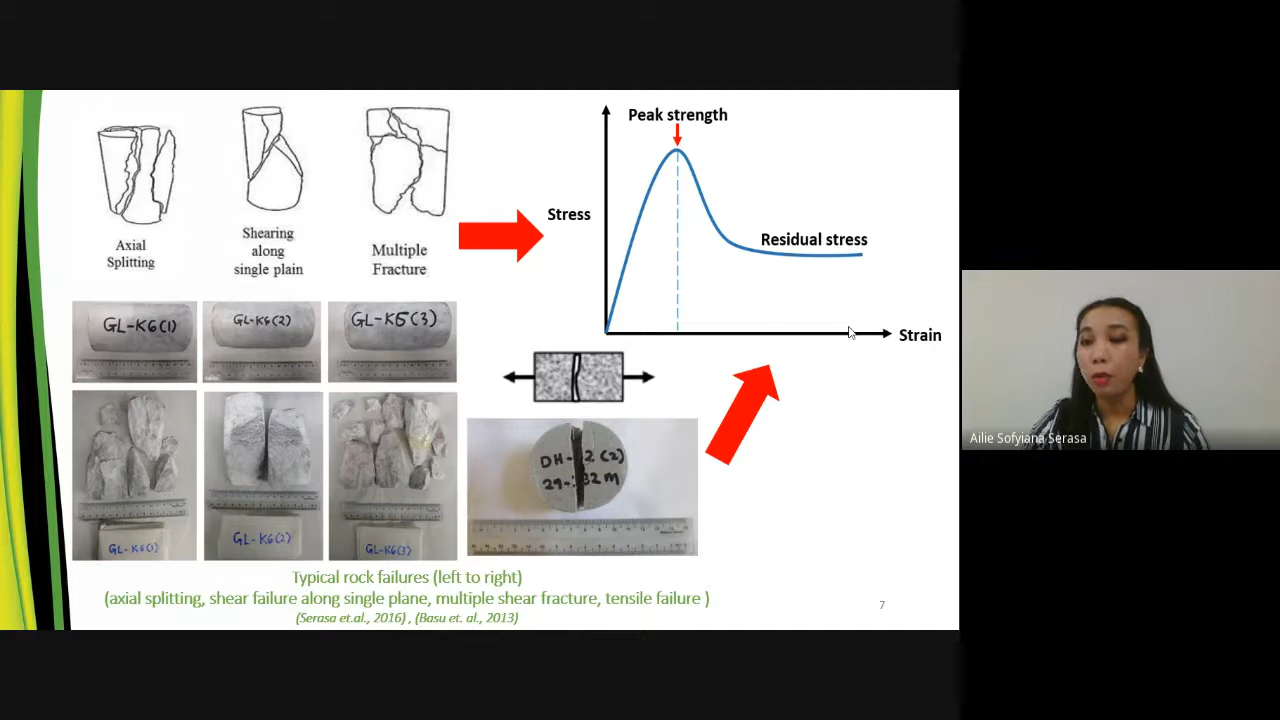 Axial
Splitting
Shearing
along
single plain
Multiple
Fracture
Peak strength
Stress
Residual stress
Strain
GL-K6(1)
GL-K6(2)
GL-K6(3)
GL-K6(1)
GL-K6(2)
GL-K6(3)
Typical rock failures (left to right)
(axial splitting, shear failure along single plane, multiple shear fracture, tensile failure )
(Serasa et.al., 2016) , (Basu et. al., 2013)
7
Ailie Sofyiana Serasa